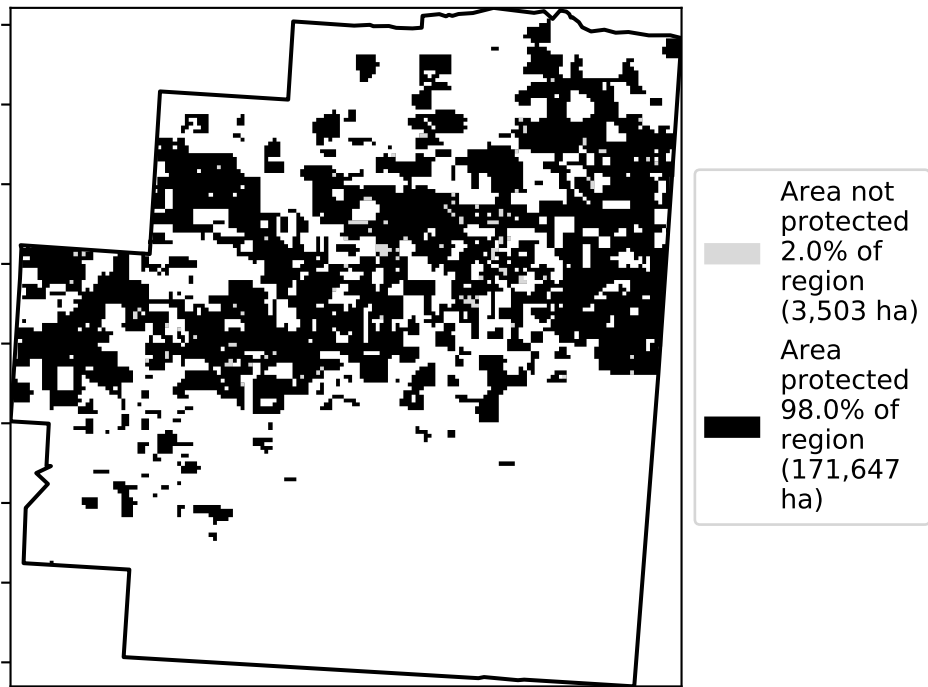 Area not
protected
2.0% of
region
(3,503 ha)
Area
protected
98.0% of
region
(171,647
ha)